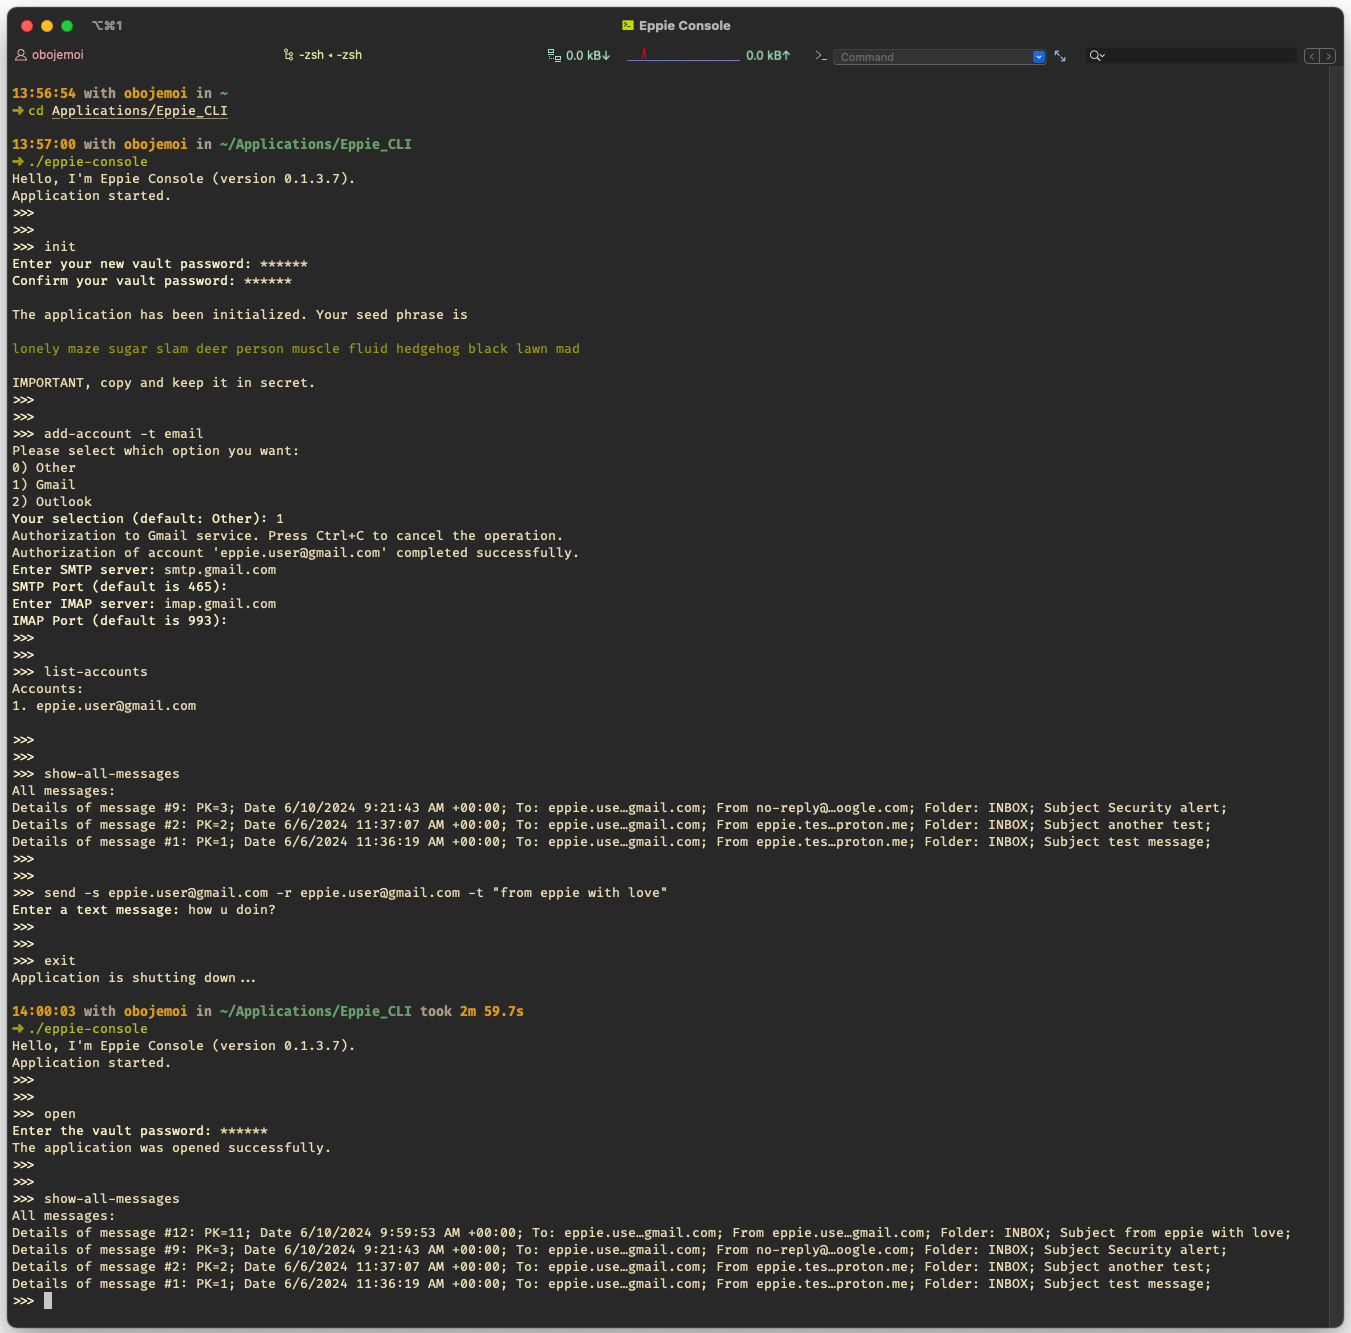 ⌥⌘1
Eppie Console
obojemoi
-zsh ◂ -zsh
0.0 kB↓
0.0 kB↑
Command
13:56:54 with obojemoi in ~
➜ cd Applications/Eppie_CLI
13:57:00 with obojemoi in ~/Applications/Eppie_CLI
➜ ./eppie-console
Hello, I'm Eppie Console (version 0.1.3.7).
Application started.
>>>
>>>
>>> init
Enter your new vault password: ******
Confirm your vault password: ******
The application has been initialized. Your seed phrase is
lonely maze sugar slam deer person muscle fluid hedgehog black lawn mad
IMPORTANT, copy and keep it in secret.
>>>
>>>
>>> add-account -t email
Please select which option you want:
0) Other
1) Gmail
2) Outlook
Your selection (default: Other): 1
Authorization to Gmail service. Press Ctrl+C to cancel the operation.
Authorization of account 'eppie.user@gmail.com' completed successfully.
Enter SMTP server: smtp.gmail.com
SMTP Port (default is 465):
Enter IMAP server: imap.gmail.com
IMAP Port (default is 993):
>>>
>>>
>>> list-accounts
Accounts:
1. eppie.user@gmail.com
>>>
>>>
>>> show-all-messages
All messages:
Details of message #9: PK=3; Date 6/10/2024 9:21:43 AM +00:00; To: eppie.use…gmail.com; From no-reply@…oogle.com; Folder: INBOX; Subject Security alert;
Details of message #2: PK=2; Date 6/6/2024 11:37:07 AM +00:00; To: eppie.use…gmail.com; From eppie.tes…proton.me; Folder: INBOX; Subject another test;
Details of message #1: PK=1; Date 6/6/2024 11:36:19 AM +00:00; To: eppie.use…gmail.com; From eppie.tes…proton.me; Folder: INBOX; Subject test message;
>>>
>>>
>>> send -s eppie.user@gmail.com -r eppie.user@gmail.com -t "from eppie with love"
Enter a text message: how u doin?
>>>
>>>
>>> exit
Application is shutting down...
14:00:03 with obojemoi in ~/Applications/Eppie_CLI took 2m 59.7s
➜ ./eppie-console
Hello, I'm Eppie Console (version 0.1.3.7).
Application started.
>>>
>>>
>>> open
Enter the vault password: ******
The application was opened successfully.
>>>
>>>
>>> show-all-messages
All messages:
Details of message #12: PK=11; Date 6/10/2024 9:59:53 AM +00:00; To: eppie.use…gmail.com; From eppie.use…gmail.com; Folder: INBOX; Subject from eppie with love;
Details of message #9: PK=3; Date 6/10/2024 9:21:43 AM +00:00; To: eppie.use…gmail.com; From no-reply@…oogle.com; Folder: INBOX; Subject Security alert;
Details of message #2: PK=2; Date 6/6/2024 11:37:07 AM +00:00; To: eppie.use…gmail.com; From eppie.tes…proton.me; Folder: INBOX; Subject another test;
Details of message #1: PK=1; Date 6/6/2024 11:36:19 AM +00:00; To: eppie.use…gmail.com; From eppie.tes…proton.me; Folder: INBOX; Subject test message;
>>>